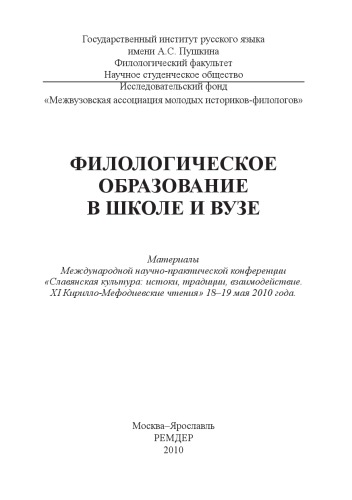 Государственный институт русского языка
имени А.С. Пушкина
Филологический факультет
Научное студенческое общество
Исследовательский фонд
«Межвузовская ассоциация молодых историков-филологов»
ФИЛОЛОГИЧЕСКОЕ
ОБРАЗОВАНИЕ
В ШКОЛЕ И ВУЗЕ
Материалы
Международной научно-практической конференции
«Славянская культура: истоки, традиции, взаимодействие.
XI Кирилло-Мефодиевские чтения» 18–19 мая 2010 года.
Москва–Ярославль
РЕМДЕР
2010